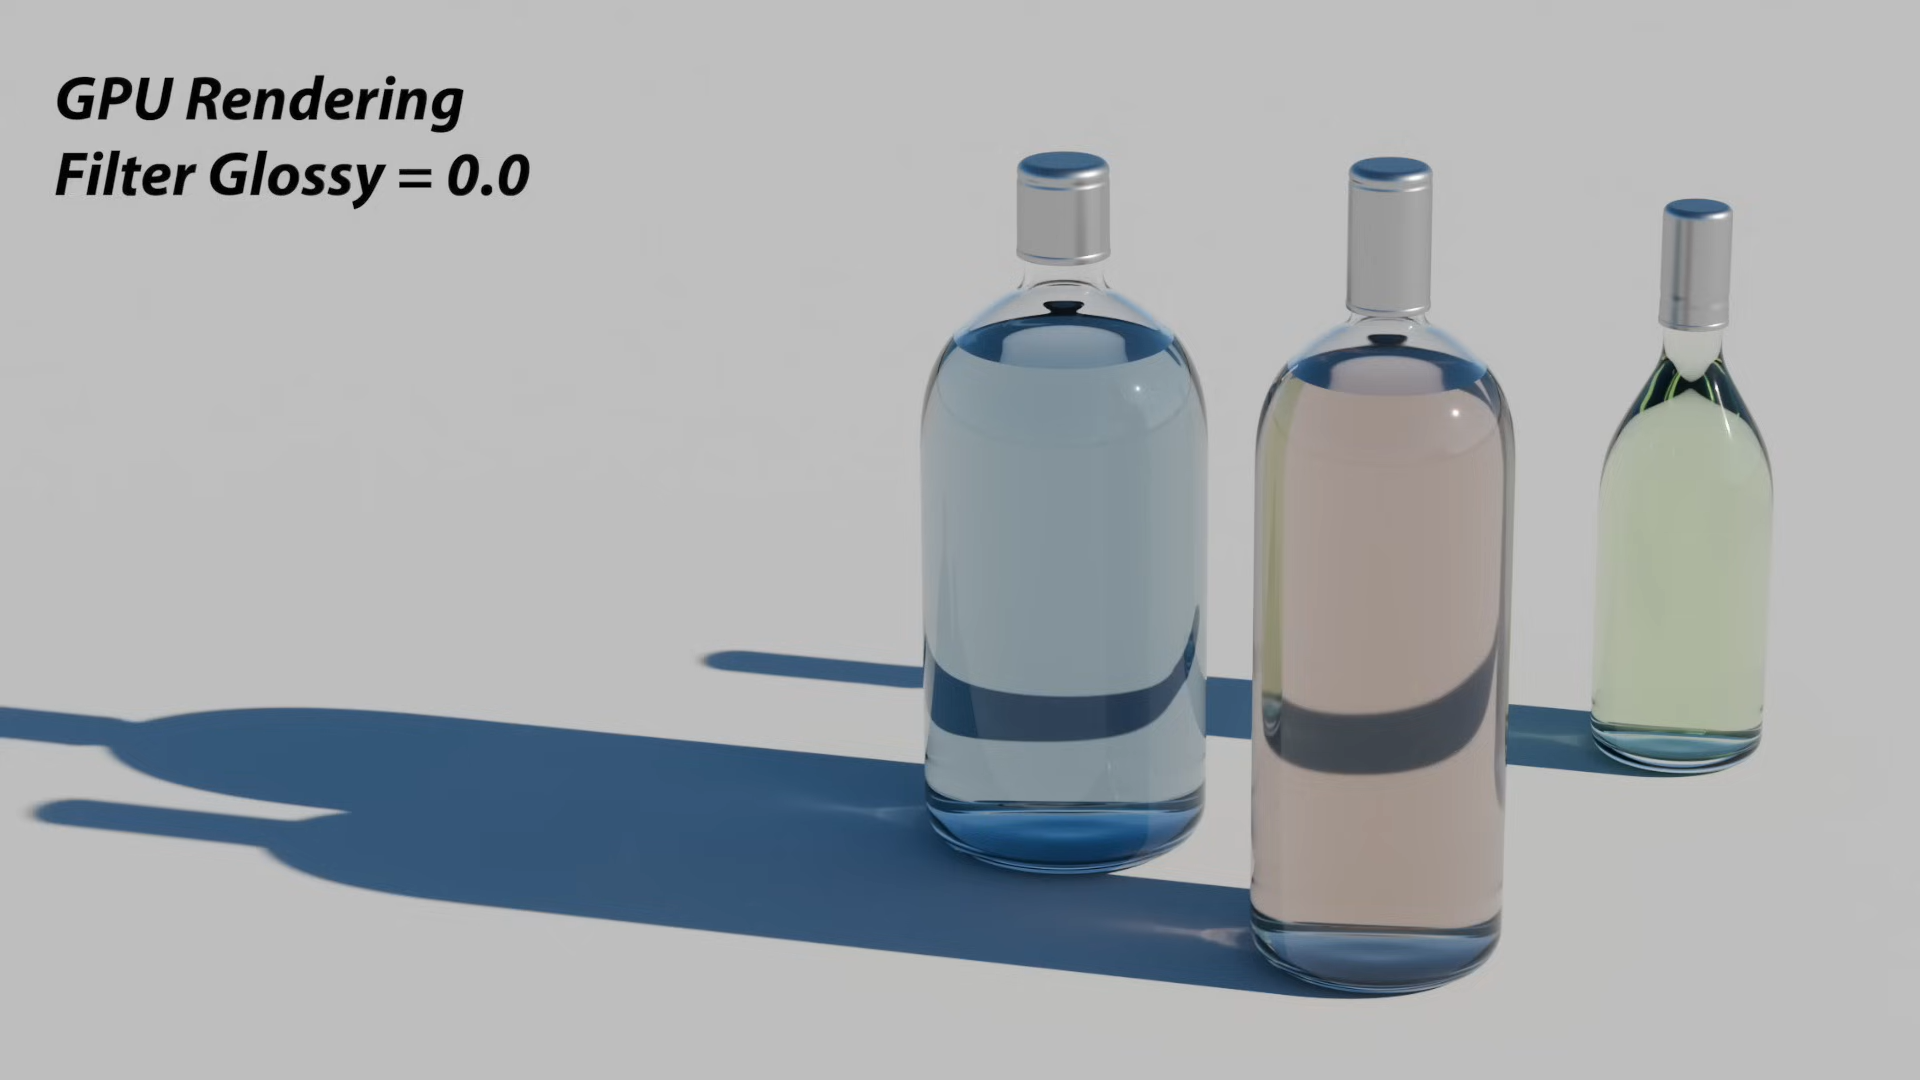 GPU Rendering
Filter Glossy = 0.0